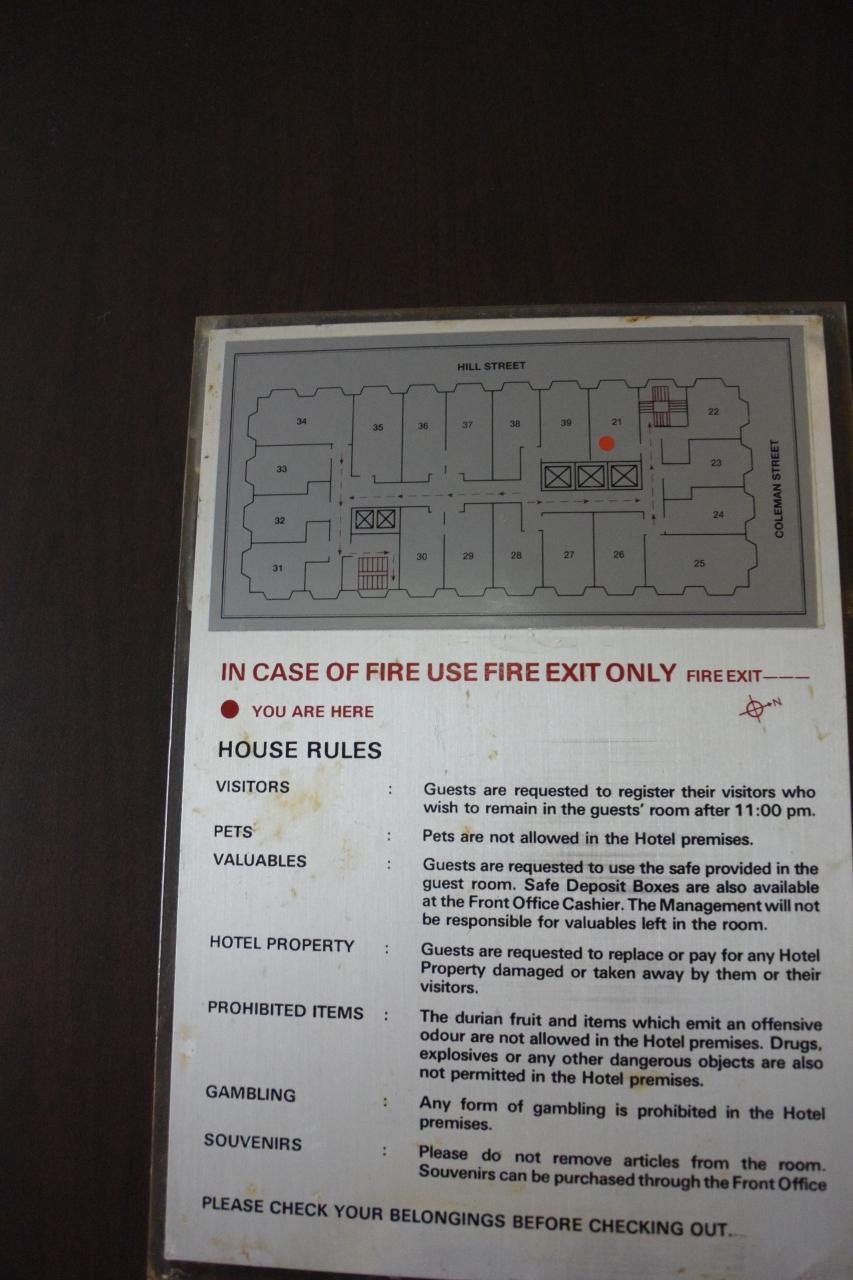 HILL STREET
34
35
36
37
38
39
21
22
33
23
COLEMAN STREET
32
24
31
30
29
28
27
26
25
IN CASE OF FIRE USE FIRE EXIT ONLY FIRE EXIT———
YOU ARE HERE
N
HOUSE RULES
VISITORS : Guests are requested to register their visitors who
wish to remain in the guests' room after 11:00 pm.
PETS : Pets are not allowed in the Hotel premises.
VALUABLES : Guests are requested to use the safe provided in the
guest room. Safe Deposit Boxes are also available
at the Front Office Cashier. The Management will not
be responsible for valuables left in the room.
HOTEL PROPERTY : Guests are requested to replace or pay for any Hotel
Property damaged or taken away by them or their
visitors.
PROHIBITED ITEMS : The durian fruit and items which emit an offensive
odour are not allowed in the Hotel premises. Drugs,
explosives or any other dangerous objects are also
not permitted in the Hotel premises.
GAMBLING : Any form of gambling is prohibited in the Hotel
premises.
SOUVENIRS : Please do not remove articles from the room.
Souvenirs can be purchased through the Front Office
PLEASE CHECK YOUR BELONGINGS BEFORE CHECKING OUT.